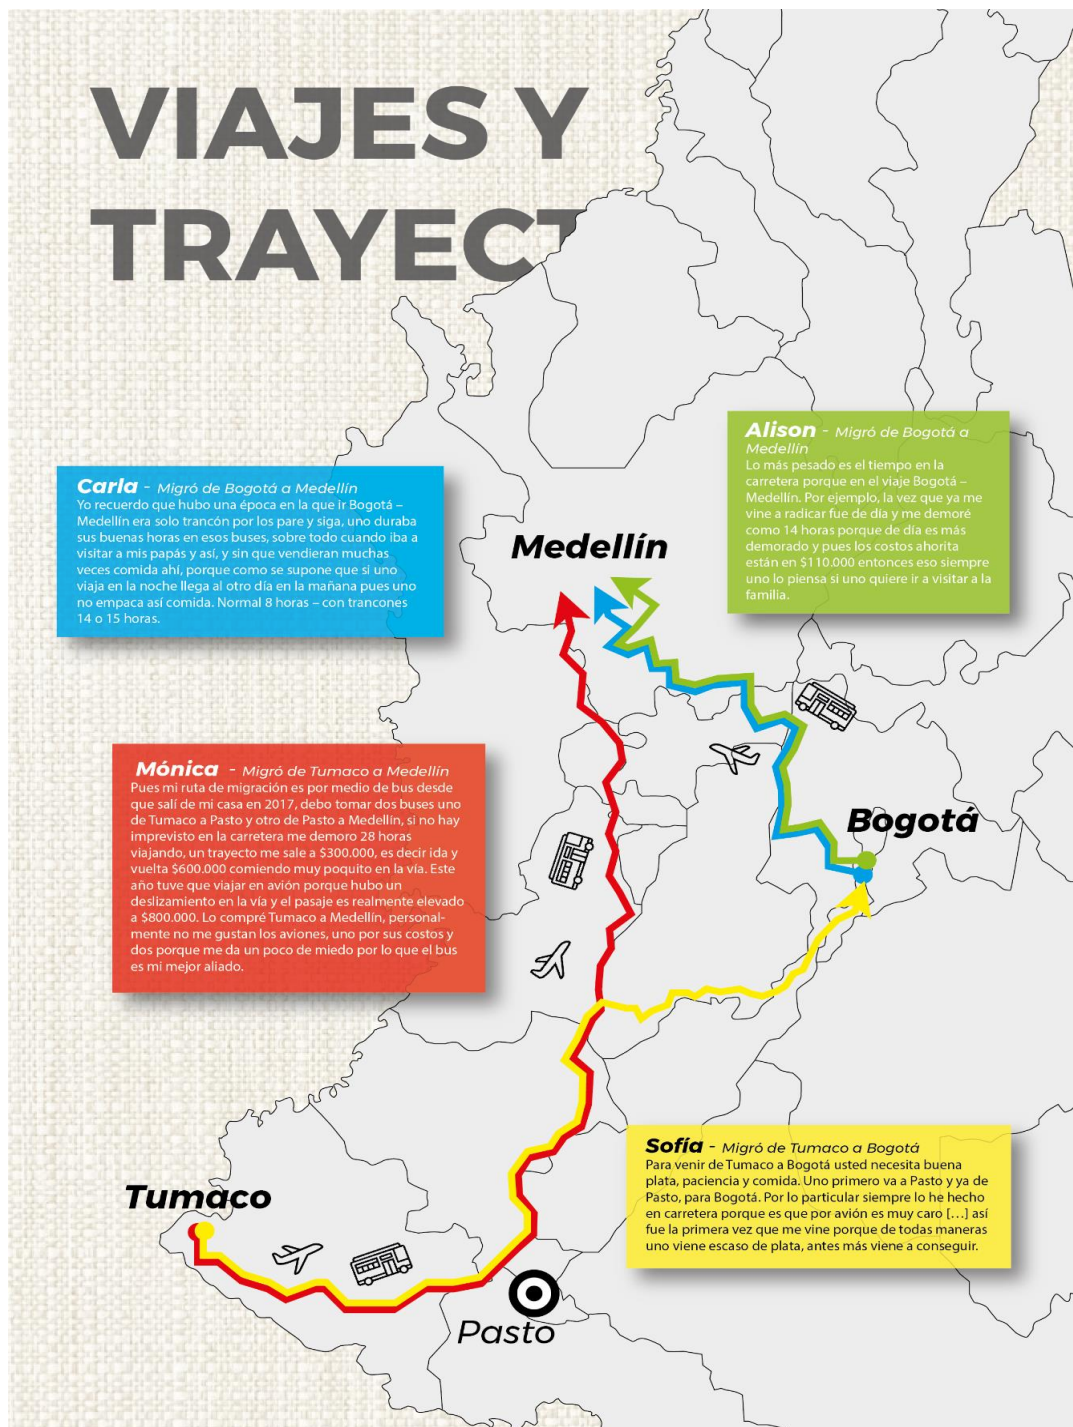 VIAJES Y
TRAYECT
Alison - Migró de Bogotá a
Medellín
Lo más pesado es el tiempo en la
carretera porque en el viaje Bogotá –
Medellín. Por ejemplo, la vez que ya me
vine a radicar fue de día y me demoré
como 14 horas porque de día es más
demorado y pues los costos ahorita
están en $110.000 entonces eso siempre
uno lo piensa si uno quiere ir a visitar a la
familia.
Carla - Migró de Bogotá a Medellín
Yo recuerdo que hubo una época en la que ir Bogotá –
Medellín era solo trancón por los pare y siga, uno duraba
sus buenas horas en esos buses, sobre todo cuando iba a
visitar a mis papás y así, y sin que vendieran muchas
veces comida ahí, porque como se supone que si uno
viaja en la noche llega al otro día en la mañana pues uno
no empaca así comida. Normal 8 horas – con trancones
14 o 15 horas.
Medellín
Mónica - Migró de Tumaco a Medellín
Pues mi ruta de migración es por medio de bus desde
que salí de mi casa en 2017, debo tomar dos buses uno
de Tumaco a Pasto y otro de Pasto a Medellín, si no hay
imprevisto en la carretera me demoro 28 horas
viajando, un trayecto me sale a $300.000, es decir ida y
vuelta $600.000 comiendo muy poquito en la vía. Este
año tuve que viajar en avión porque hubo un
deslizamiento en la vía y el pasaje es realmente elevado
a $800.000. Lo compré Tumaco a Medellín, personal-
mente no me gustan los aviones, uno por sus costos y
dos porque me da un poco de miedo por lo que el bus
es mi mejor aliado.
Bogotá
Sofía - Migró de Tumaco a Bogotá
Para venir de Tumaco a Bogotá usted necesita buena
plata, paciencia y comida. Uno primero va a Pasto y ya de
Pasto, para Bogotá. Por lo particular siempre lo he hecho
en carretera porque es que por avión es muy caro [...] así
fue la primera vez que me vine porque de todas maneras
uno viene escaso de plata, antes más viene a conseguir.
Tumaco
Pasto